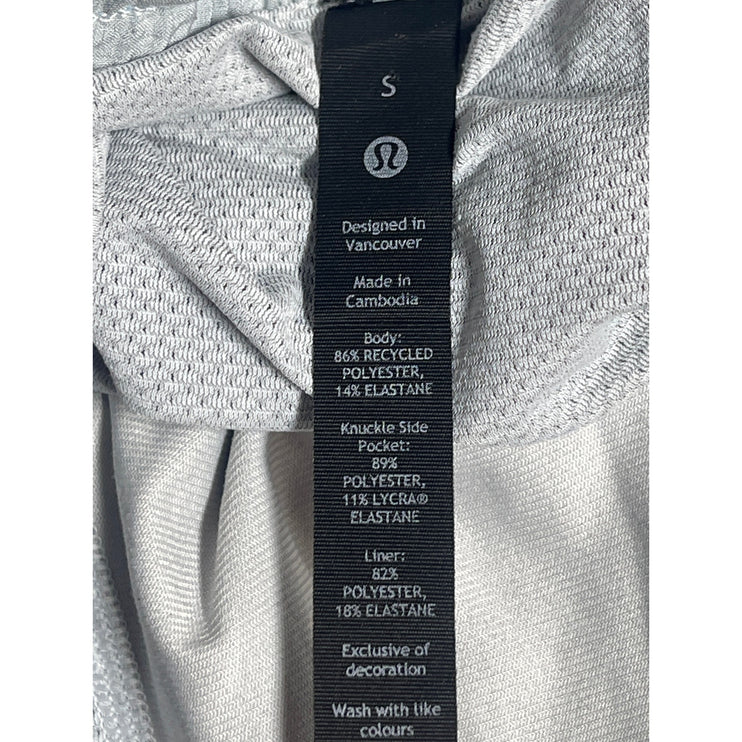 S
Designed in
Vancouver
Made in
Cambodia
Body:
86% RECYCLED
POLYESTER,
14% ELASTANE
Knuckle Side
Pocket:
89%
POLYESTER,
11% LYCRA®
ELASTANE
Liner:
82%
POLYESTER,
18% ELASTANE
Exclusive of
decoration
Wash with like
colours